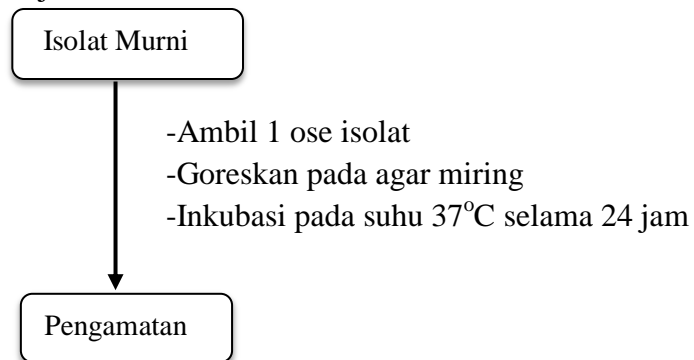 Isolat Murni
-Ambil 1 ose isolat
-Goreskan pada agar miring
-Inkubasi pada suhu 37°C selama 24 jam
Pengamatan